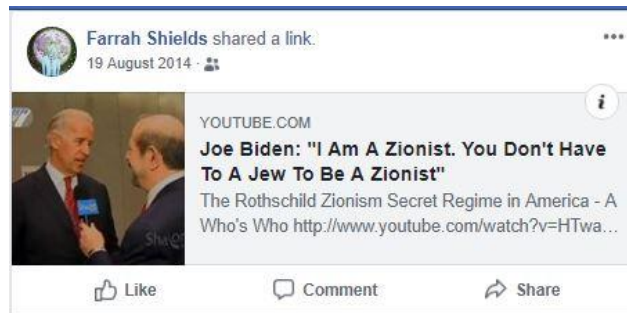 Farrah Shields shared a link.
19 August 2014
YOUTUBE.COM
Joe Biden: "I Am A Zionist. You Don't Have
To A Jew To Be A Zionist"
The Rothschild Zionism Secret Regime in America - A
Who's Who http://www.youtube.com/watch?v=HTwa...
Like Comment Share